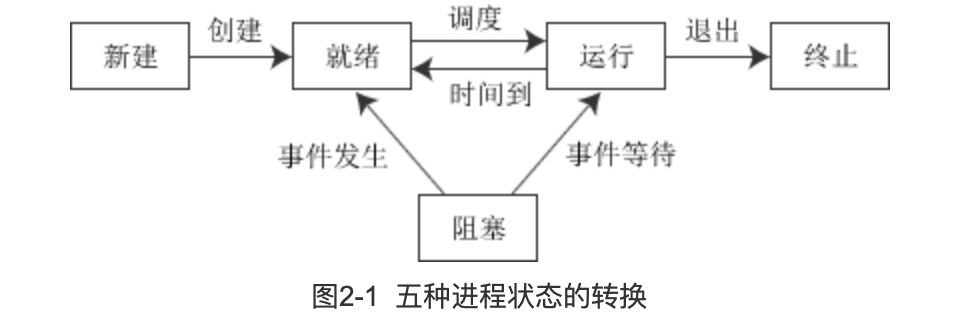 创建
调度
退出
新建
就绪
运行
终止
时间到
事件发生
事件等待
阻塞
图2-1 五种进程状态的转换